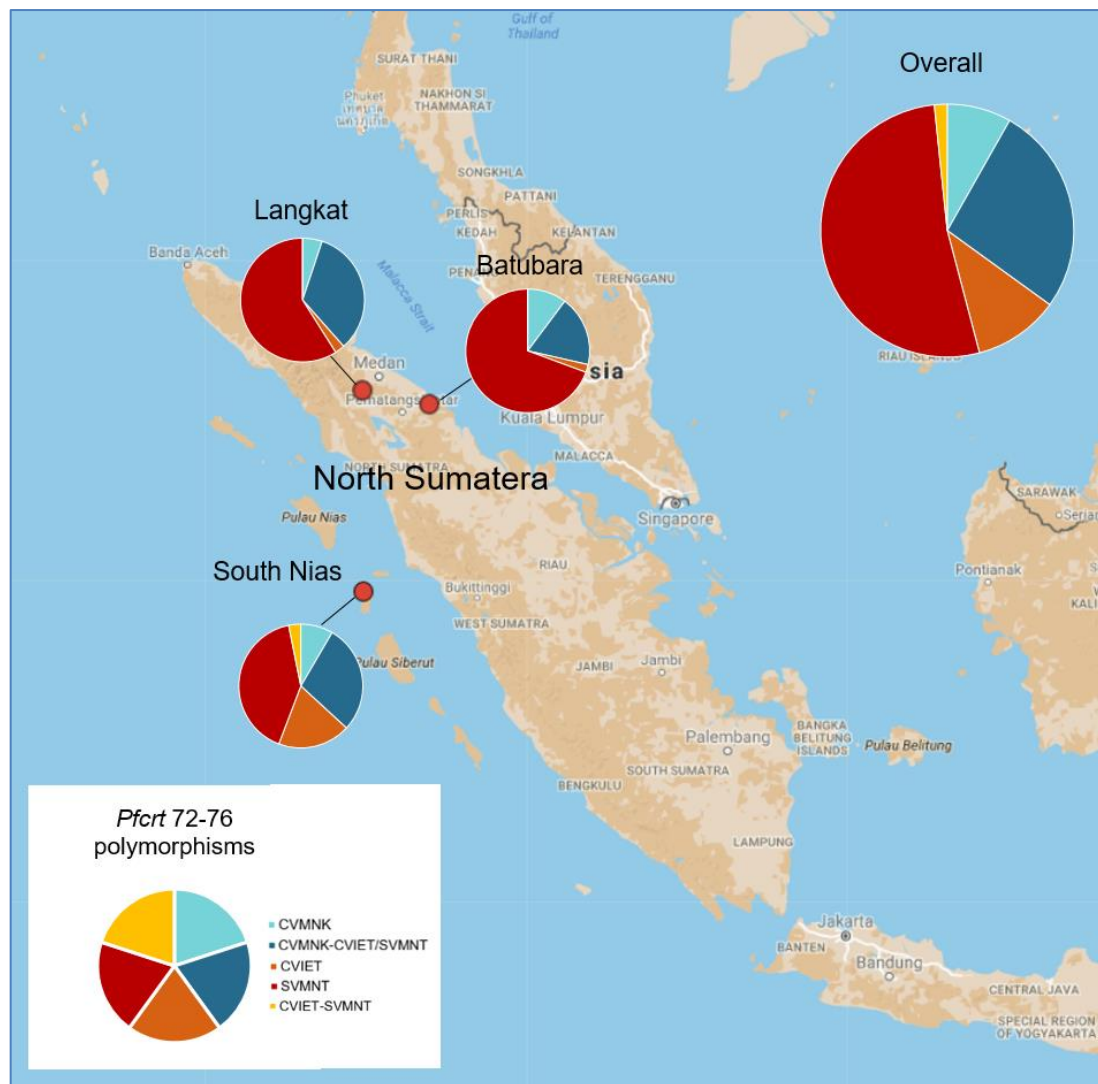 Gulf of
Thailand
SURAT THANI
Overall
Phuket
NAKHON SI
THAMMARAT
SONGKHLA
PATTANI
Langkat
PERLIS
KEDAH
KELANTAN
Banda Aceh
Malacca Strait
Batubara
TERENGGANU
Medan
sia
RIAU ISLANDS
Kuala Lumpur
NORTH SUMATRA
MALACCA
North Sumatera
SARAWAK
Pulau Nias
Singapore
RIAU
South Nias
Bukittinggi
Pontianak
WEST SUMATRA
Pulau Siberut
JAMBI
Jambi
BANGKA
BELITUNG
ISLANDS
Palembang
Pulau Belitung
SOUTH SUMATRA
BENGKULU
Pfcrt 72-76
polymorphisms
LAMPUNG
CVMNK
CVMNK-CVIET/SVMNT
CVIET
SVMNT
CVIET-SVMNT
Jakarta
BANTEN
Bandung
CENTRAL JAVA
SPECIAL REGION
OF YOGYAKARTA